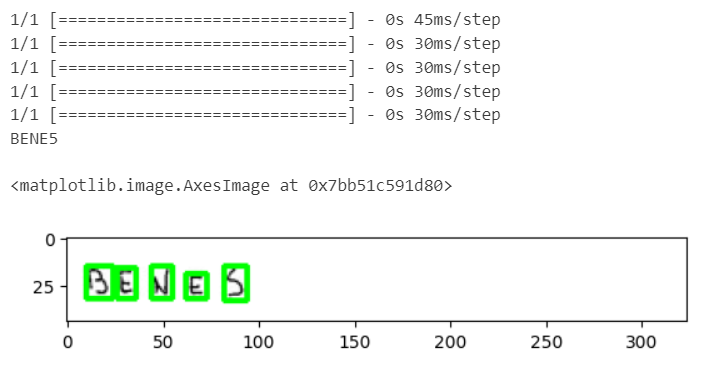 1/1 [==============================] - 0s 45ms/step
1/1 [==============================] - 0s 30ms/step
1/1 [==============================] - 0s 30ms/step
1/1 [==============================] - 0s 30ms/step
1/1 [==============================] - 0s 30ms/step
BENE5
<matplotlib.image.AxesImage at 0x7bb51c591d80>
0
BENES
25
0 50 100 150 200 250 300